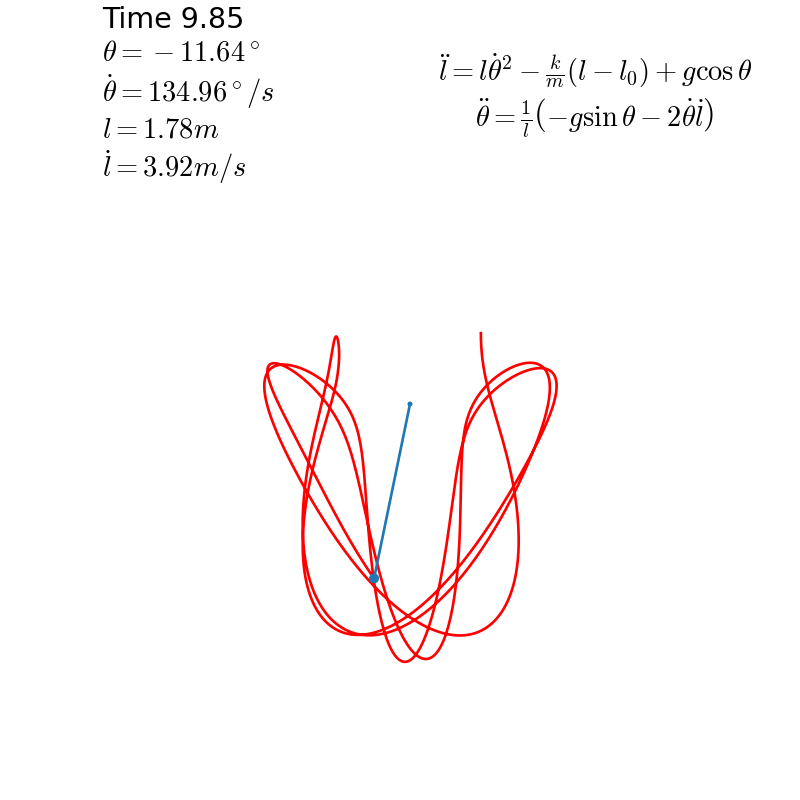 Time 9.85
θ = −11.64°
θ̇ = 134.96°/s
l = 1.78m
l̇ = 3.92m/s
l̈ = lθ̇² − k/m(l − l₀) + g cos θ
θ̈ = 1/l(−g sin θ − 2θ̇l̇)